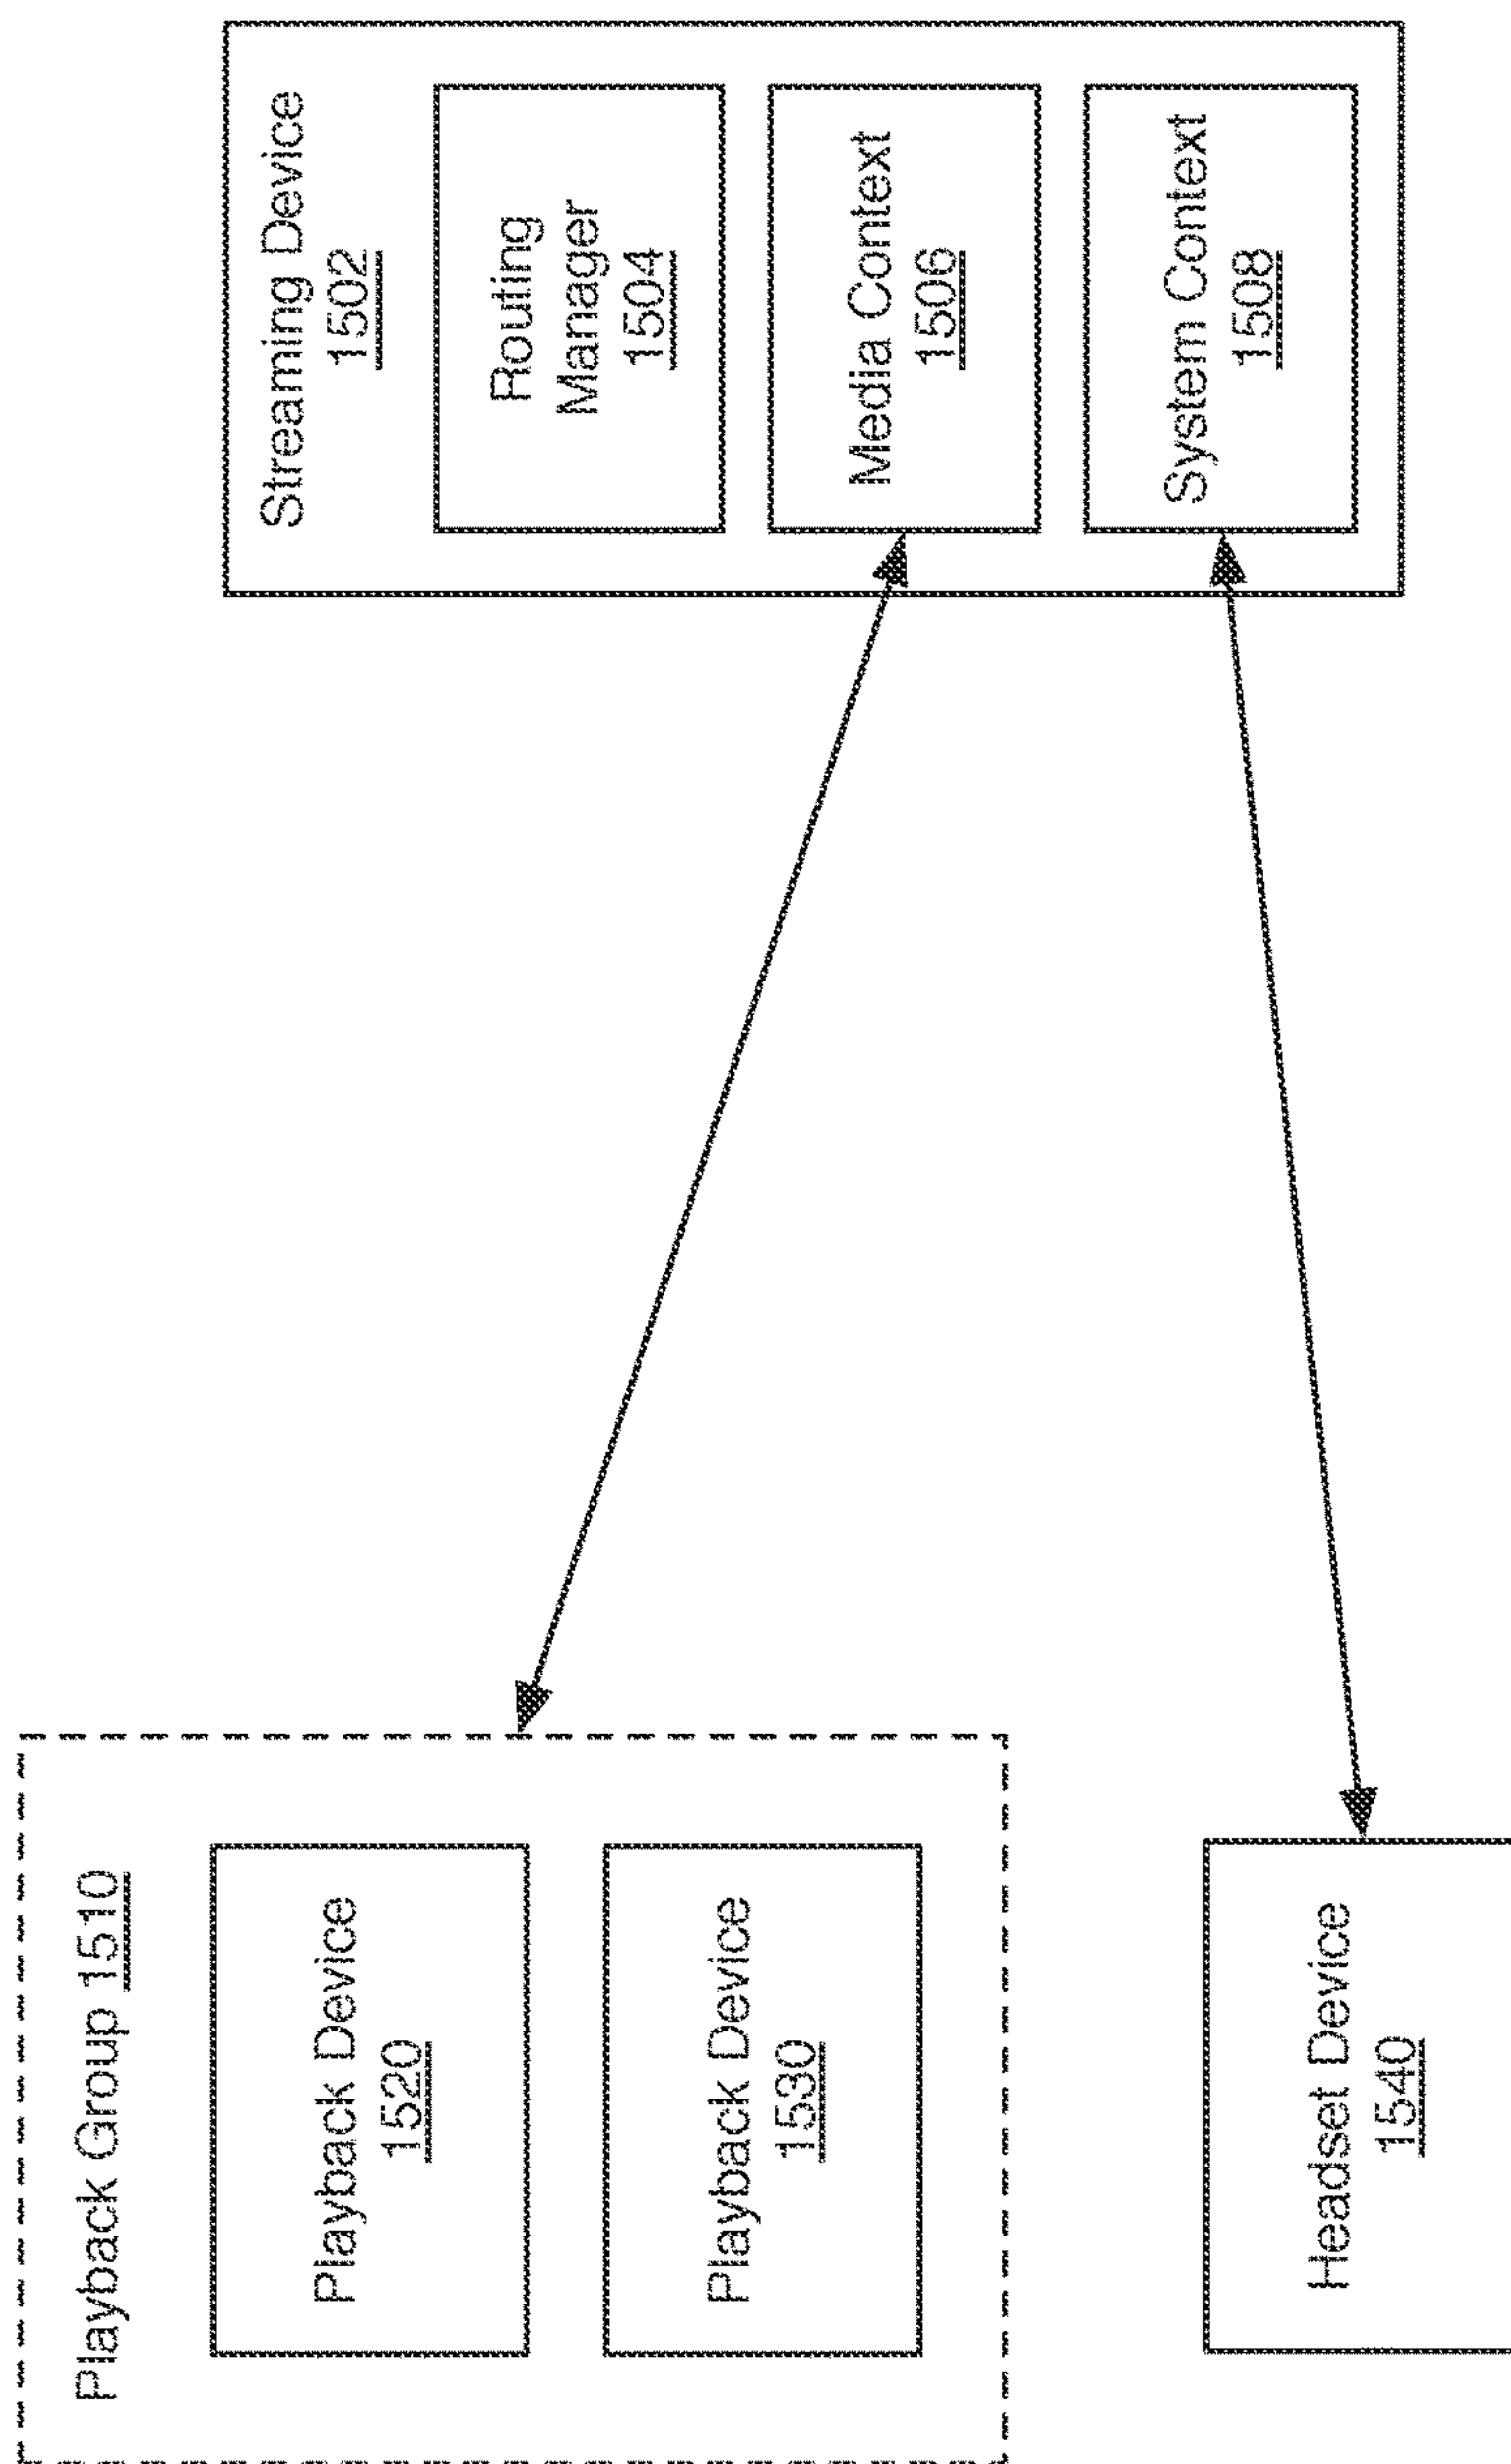 Playback Group 1510
Playback Device
1520
Playback Device
1530
Headset Device
1540
Streaming Device
1502
Routing
Manager
1504
Media Context
1506
System Context
1508